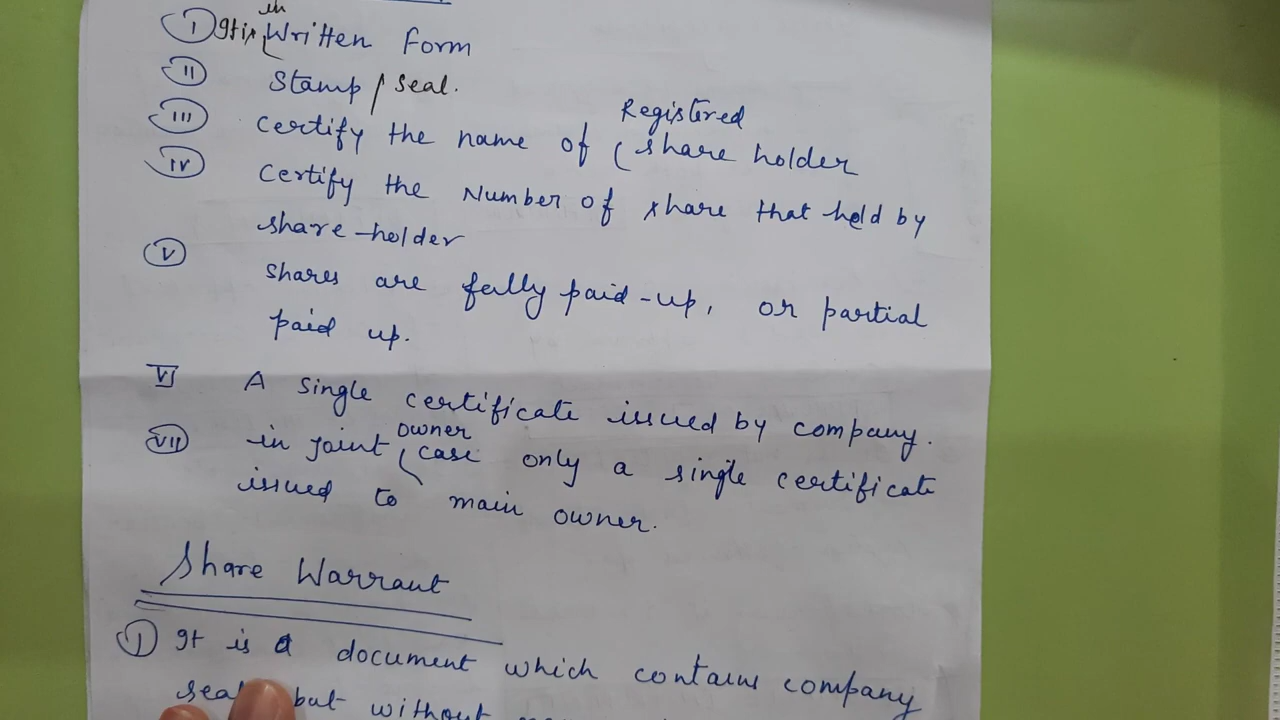 I It is in Written Form
II Stamp / Seal.
III Certify the name of Registered share holder
IV Certify the Number of share that held by
share-holder
V Shares are fully paid-up, or partial
paid up.
VI A single certificate issued by company.
VII in joint owner case only a single certificate
issued to main owner.
Share Warrant
I It is a document which contains company
seal but without